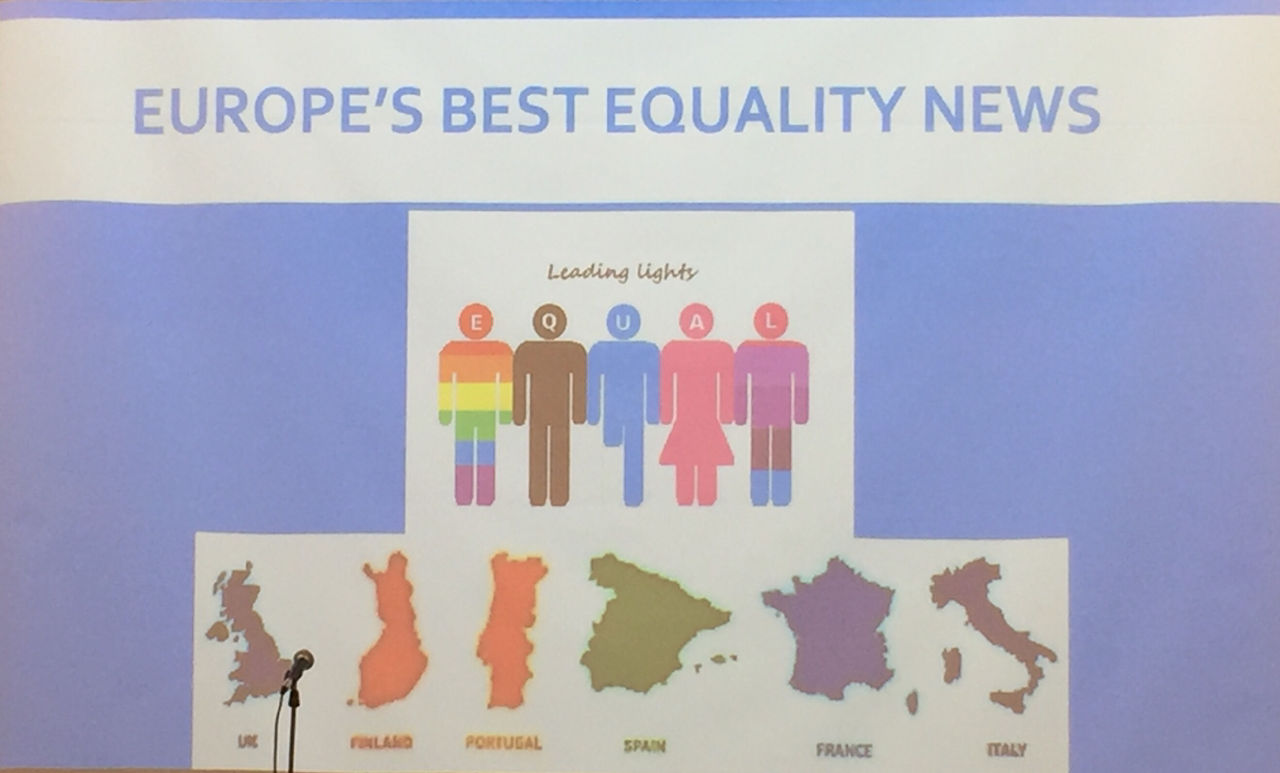 EUROPE'S BEST EQUALITY NEWS
Leading lights
E Q U A L
UK FINLAND PORTUGAL SPAIN FRANCE ITALY